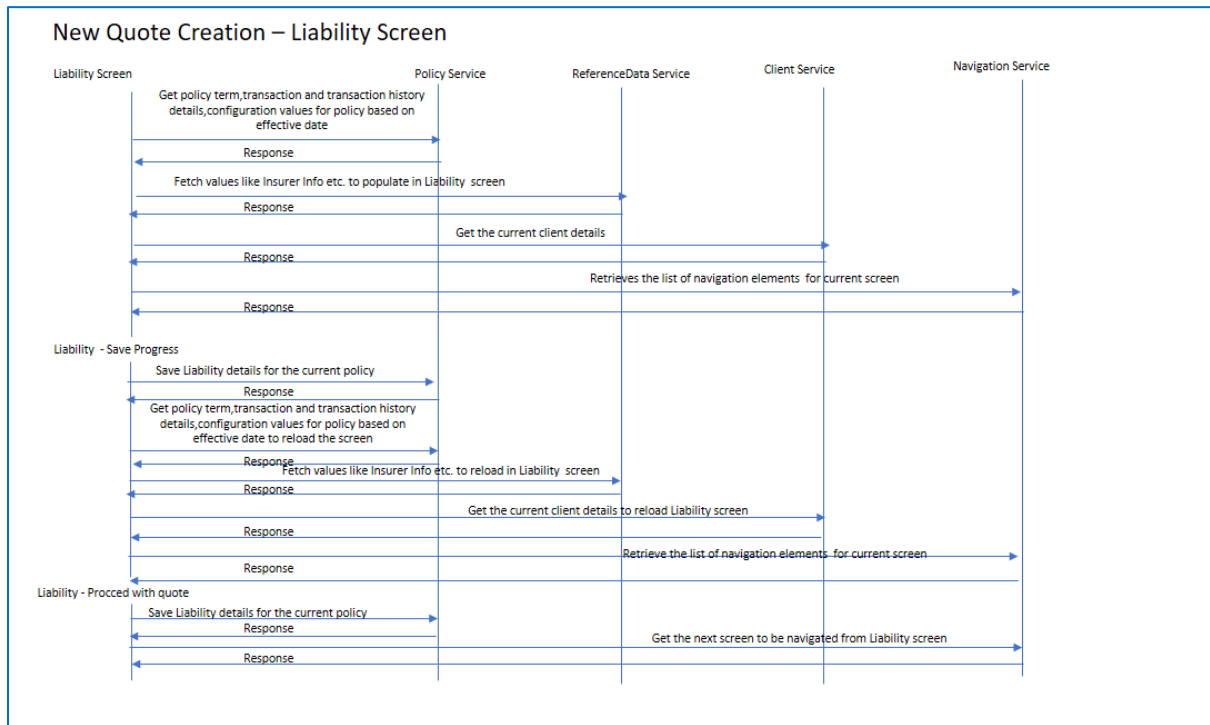 New Quote Creation – Liability Screen
Liability Screen
Policy Service
ReferenceData Service
Client Service
Navigation Service
Get policy term,transaction and transaction history
details,configuration values for policy based on
effective date
Response
Fetch values like Insurer Info etc. to populate in Liability screen
Response
Get the current client details
Response
Retrieves the list of navigation elements for current screen
Response
Liability - Save Progress
Save Liability details for the current policy
Response
Get policy term,transaction and transaction history
details,configuration values for policy based on
effective date to reload the screen
Response
Fetch values like Insurer Info etc. to reload in Liability screen
Response
Get the current client details to reload Liability screen
Response
Retrieve the list of navigation elements for current screen
Response
Liability - Procced with quote
Save Liability details for the current policy
Response
Get the next screen to be navigated from Liability screen
Response